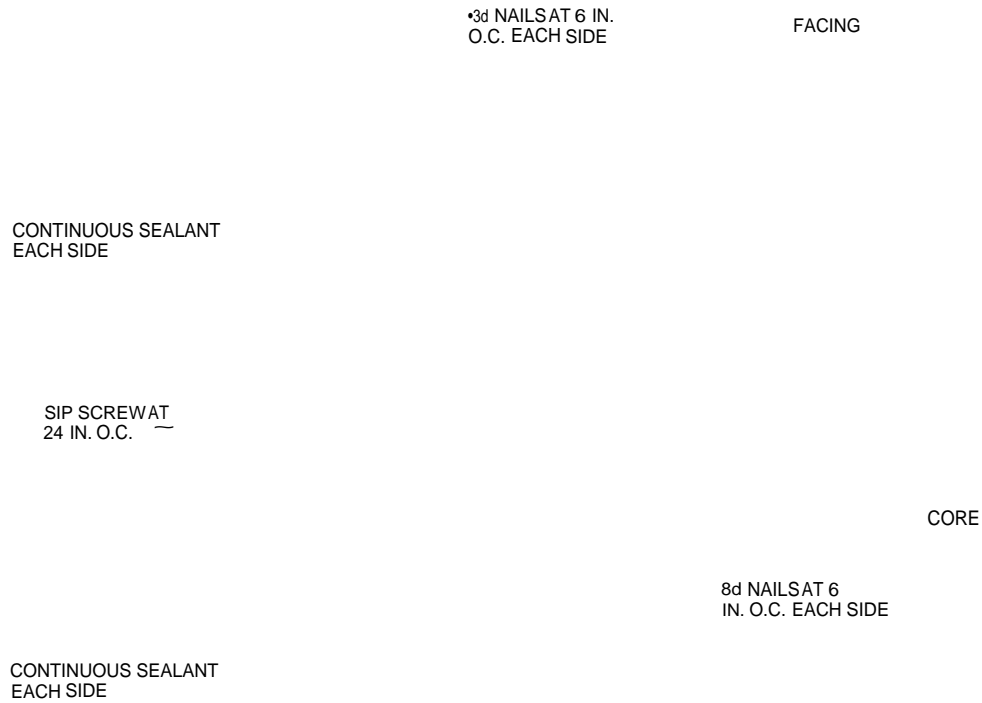 •3d NAILS AT 6 IN.
O.C. EACH SIDE
FACING
CONTINUOUS SEALANT
EACH SIDE
SIP SCREW AT
24 IN. O.C.
CORE
8d NAILS AT 6
IN. O.C. EACH SIDE
CONTINUOUS SEALANT
EACH SIDE